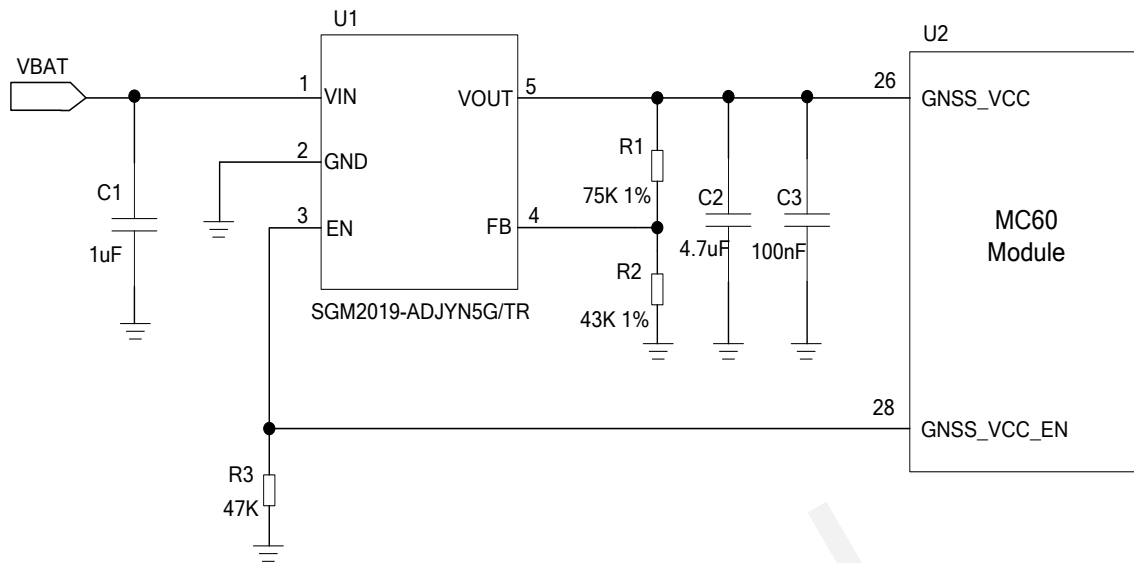 U1
U2
VBAT
1
VIN
VOUT
5
26
GNSS_VCC
2
GND
R1
75K 1%
C1
1uF
3
EN
FB
4
C2
4.7uF
C3
100nF
MC60
Module
R2
43K 1%
SGM2019-ADJYN5G/TR
28
GNSS_VCC_EN
R3
47K